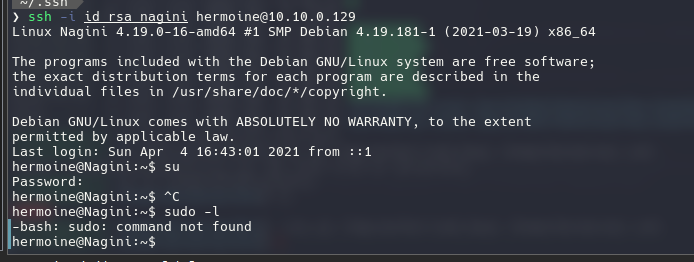 ~/.ssh
❯ ssh -i id_rsa_nagini hermoine@10.10.0.129
Linux Nagini 4.19.0-16-amd64 #1 SMP Debian 4.19.181-1 (2021-03-19) x86_64
The programs included with the Debian GNU/Linux system are free software;
the exact distribution terms for each program are described in the
individual files in /usr/share/doc/*/copyright.
Debian GNU/Linux comes with ABSOLUTELY NO WARRANTY, to the extent
permitted by applicable law.
Last login: Sun Apr  4 16:43:01 2021 from ::1
hermoine@Nagini:~$ su
Password:
hermoine@Nagini:~$ ^C
hermoine@Nagini:~$ sudo -l
-bash: sudo: command not found
hermoine@Nagini:~$